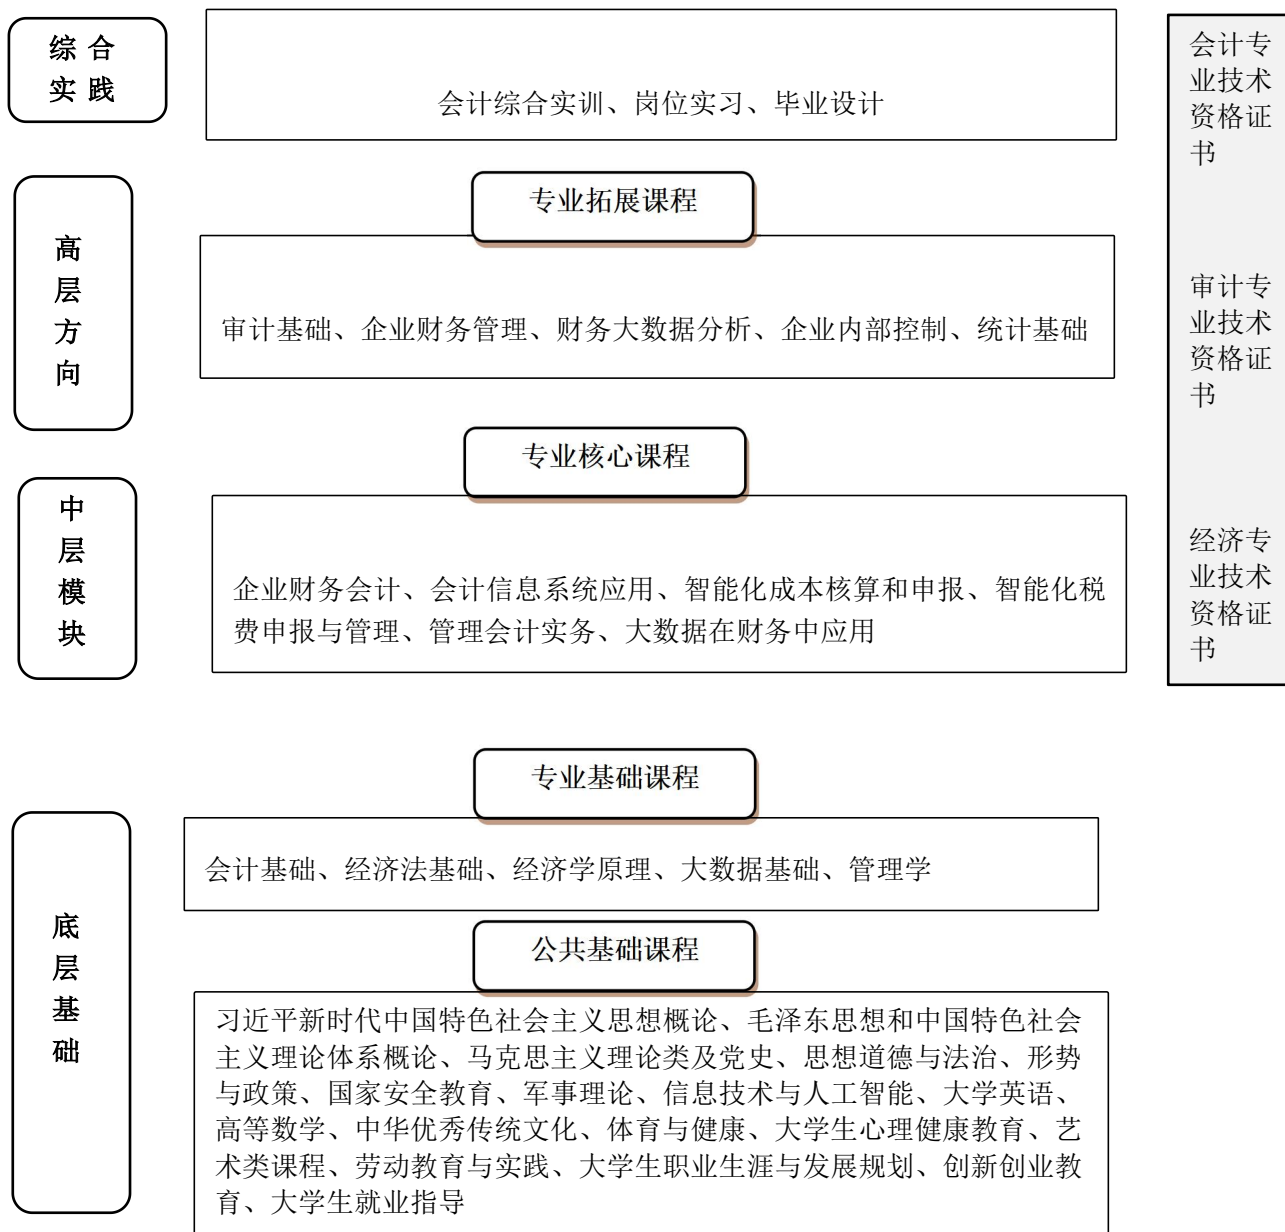 综 合
实 践
会计综合实训、岗位实习、毕业设计
会计专
业技术
资格证
书
高
层
方
向
专业拓展课程
审计基础、企业财务管理、财务大数据分析、企业内部控制、统计基础
审计专
业技术
资格证
书
中
层
模
块
专业核心课程
企业财务会计、会计信息系统应用、智能化成本核算和申报、智能化税
费申报与管理、管理会计实务、大数据在财务中应用
经济专
业技术
资格证
书
底
层
基
础
专业基础课程
会计基础、经济法基础、经济学原理、大数据基础、管理学
公共基础课程
习近平新时代中国特色社会主义思想概论、毛泽东思想和中国特色社会
主义理论体系概论、马克思主义理论类及党史、思想道德与法治、形势
与政策、国家安全教育、军事理论、信息技术与人工智能、大学英语、
高等数学、中华优秀传统文化、体育与健康、大学生心理健康教育、艺
术类课程、劳动教育与实践、大学生职业生涯与发展规划、创新创业教
育、大学生就业指导